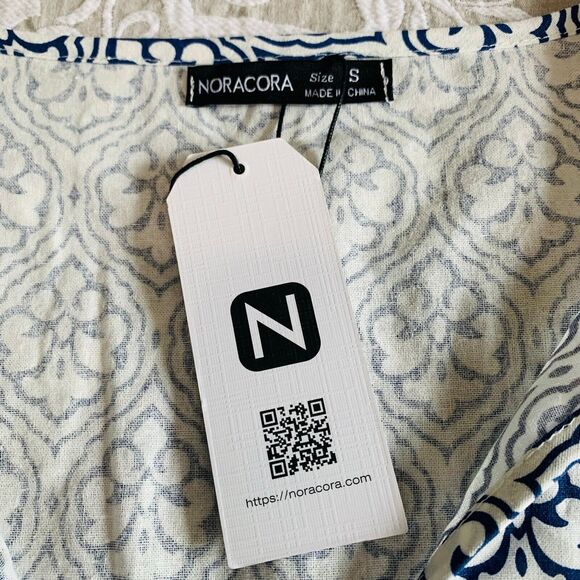 NORACORA Size S
MADE IN CHINA
N
https://noracora.com